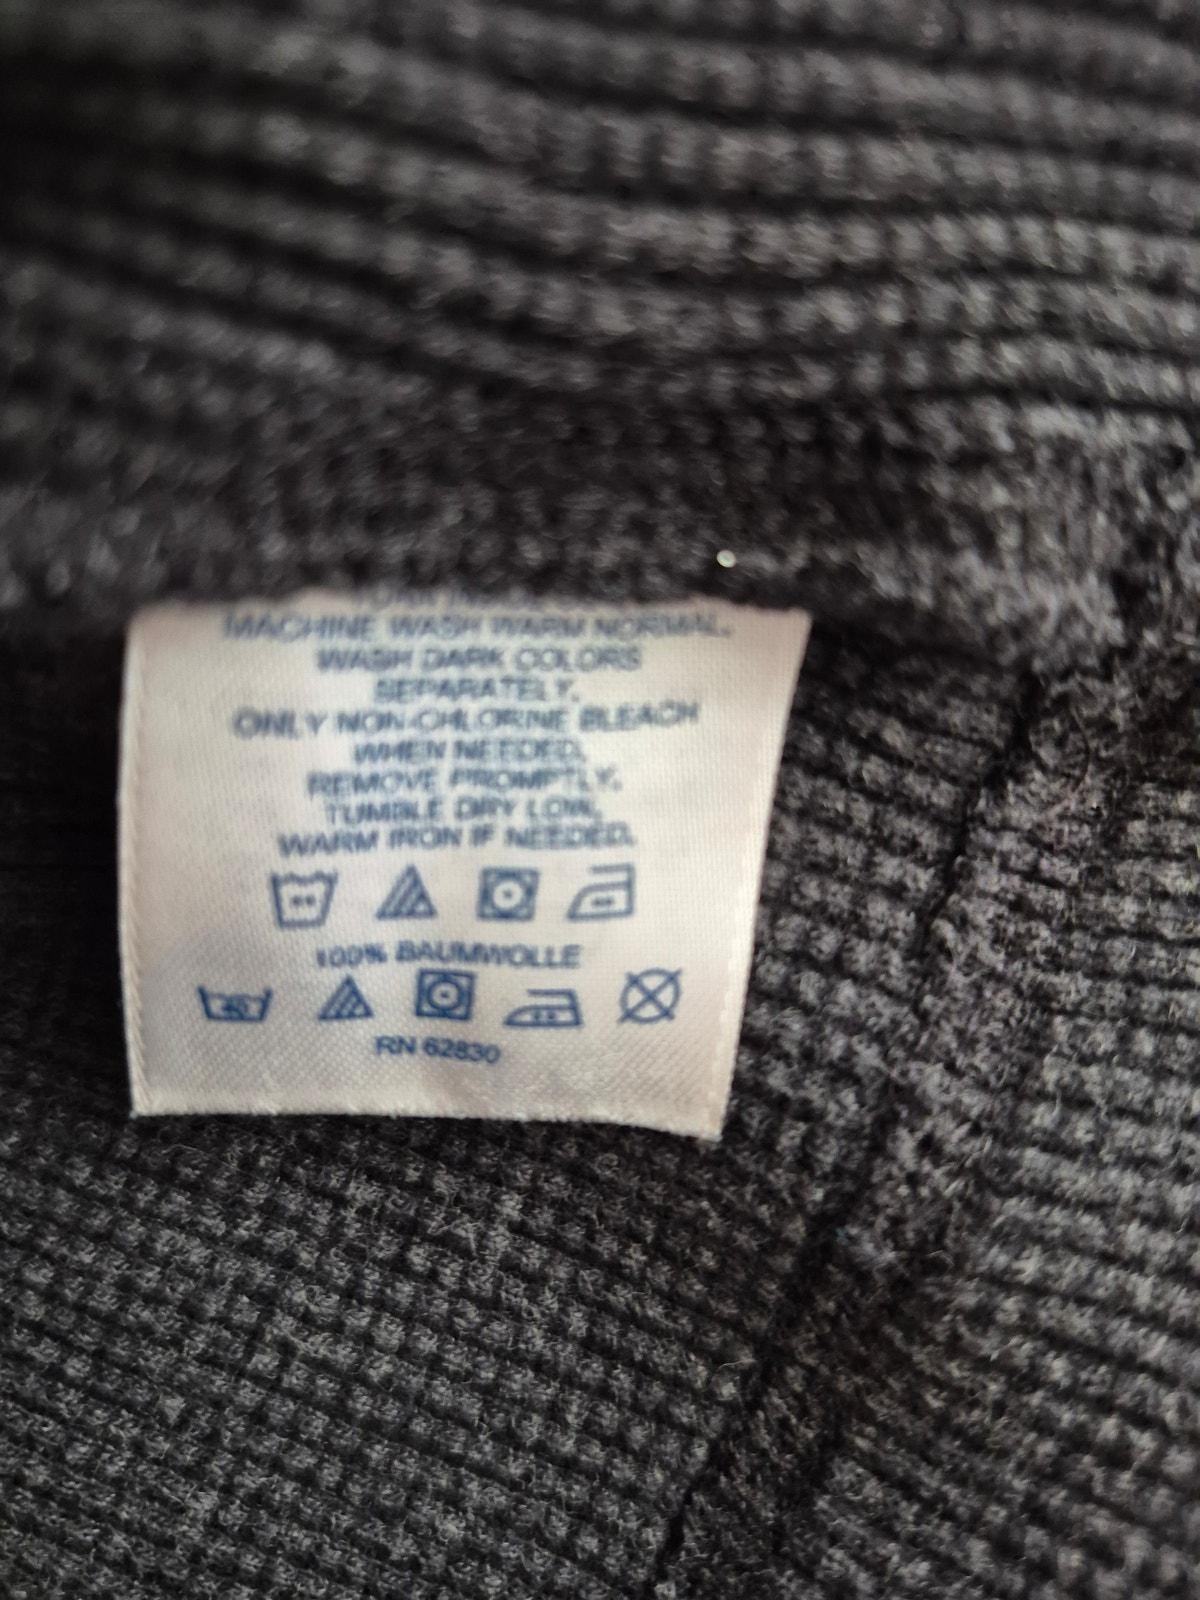 MACHINE WASH WARM NORMAL.
WASH DARK COLORS
SEPARATELY.
ONLY NON-CHLORINE BLEACH
WHEN NEEDED.
REMOVE PROMPTLY.
TUMBLE DRY LOW.
WARM IRON IF NEEDED.
100% BAUMWOLLE
40
RN 62830